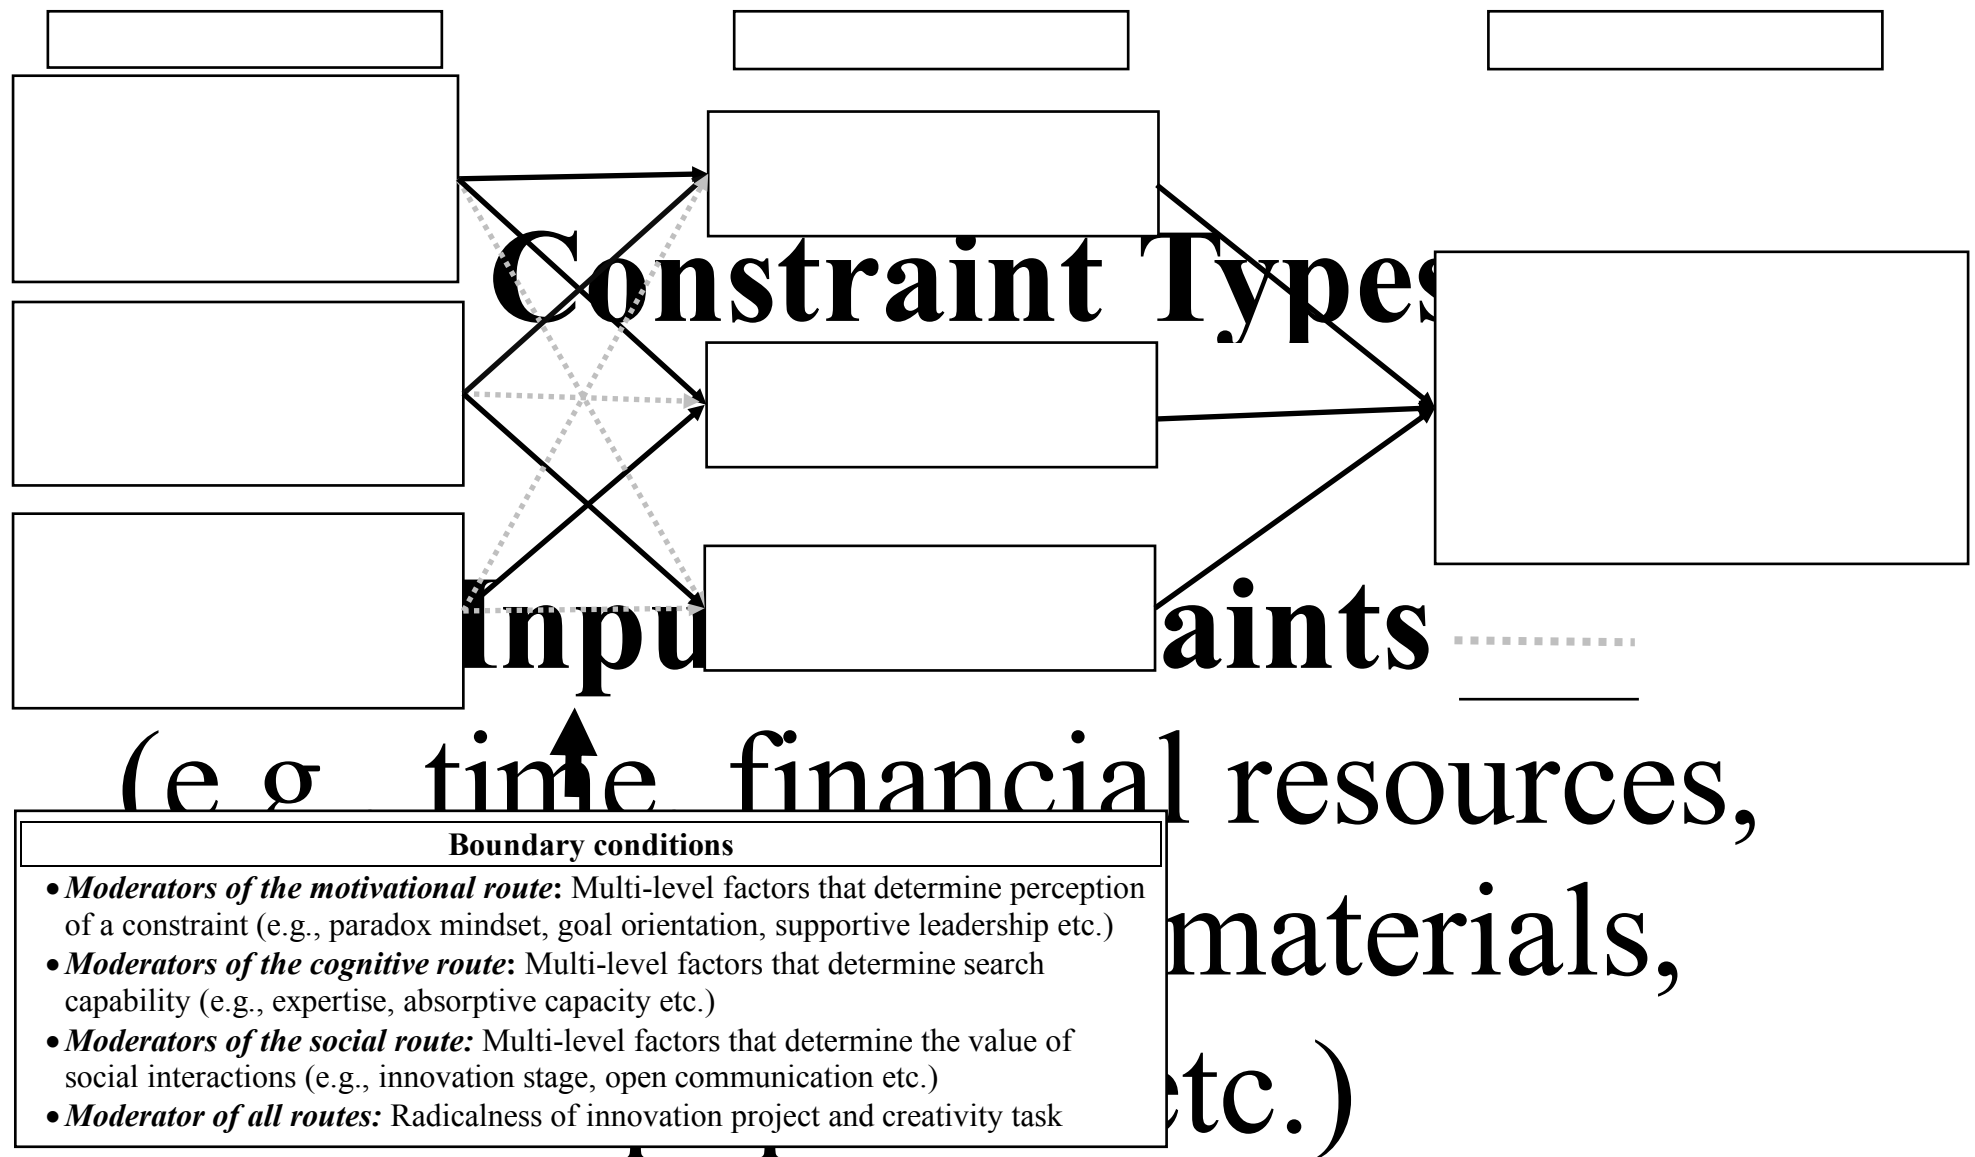 Constraint Types
aints
(e.g., time, financial resources,
materials,
etc.)
Boundary conditions
• Moderators of the motivational route: Multi-level factors that determine perception
of a constraint (e.g., paradox mindset, goal orientation, supportive leadership etc.)
• Moderators of the cognitive route: Multi-level factors that determine search
capability (e.g., expertise, absorptive capacity etc.)
• Moderators of the social route: Multi-level factors that determine the value of
social interactions (e.g., innovation stage, open communication etc.)
• Moderator of all routes: Radicalness of innovation project and creativity task